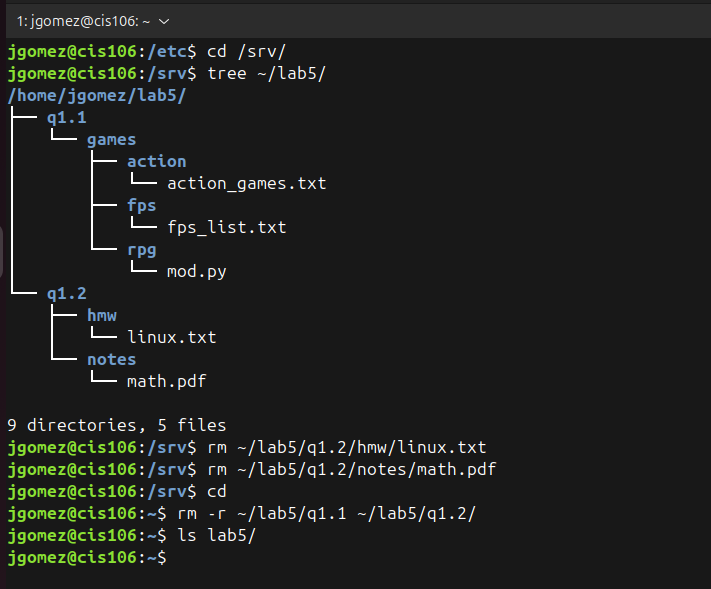 1: jgomez@cis106: ~
jgomez@cis106:/etc$ cd /srv/
jgomez@cis106:/srv$ tree ~/lab5/
/home/jgomez/lab5/
├── q1.1
│   └── games
│       ├── action
│       │   └── action_games.txt
│       ├── fps
│       │   └── fps_list.txt
│       └── rpg
│           └── mod.py
└── q1.2
    ├── hmw
    │   └── linux.txt
    └── notes
        └── math.pdf
9 directories, 5 files
jgomez@cis106:/srv$ rm ~/lab5/q1.2/hmw/linux.txt
jgomez@cis106:/srv$ rm ~/lab5/q1.2/notes/math.pdf
jgomez@cis106:/srv$ cd
jgomez@cis106:~$ rm -r ~/lab5/q1.1 ~/lab5/q1.2/
jgomez@cis106:~$ ls lab5/
jgomez@cis106:~$